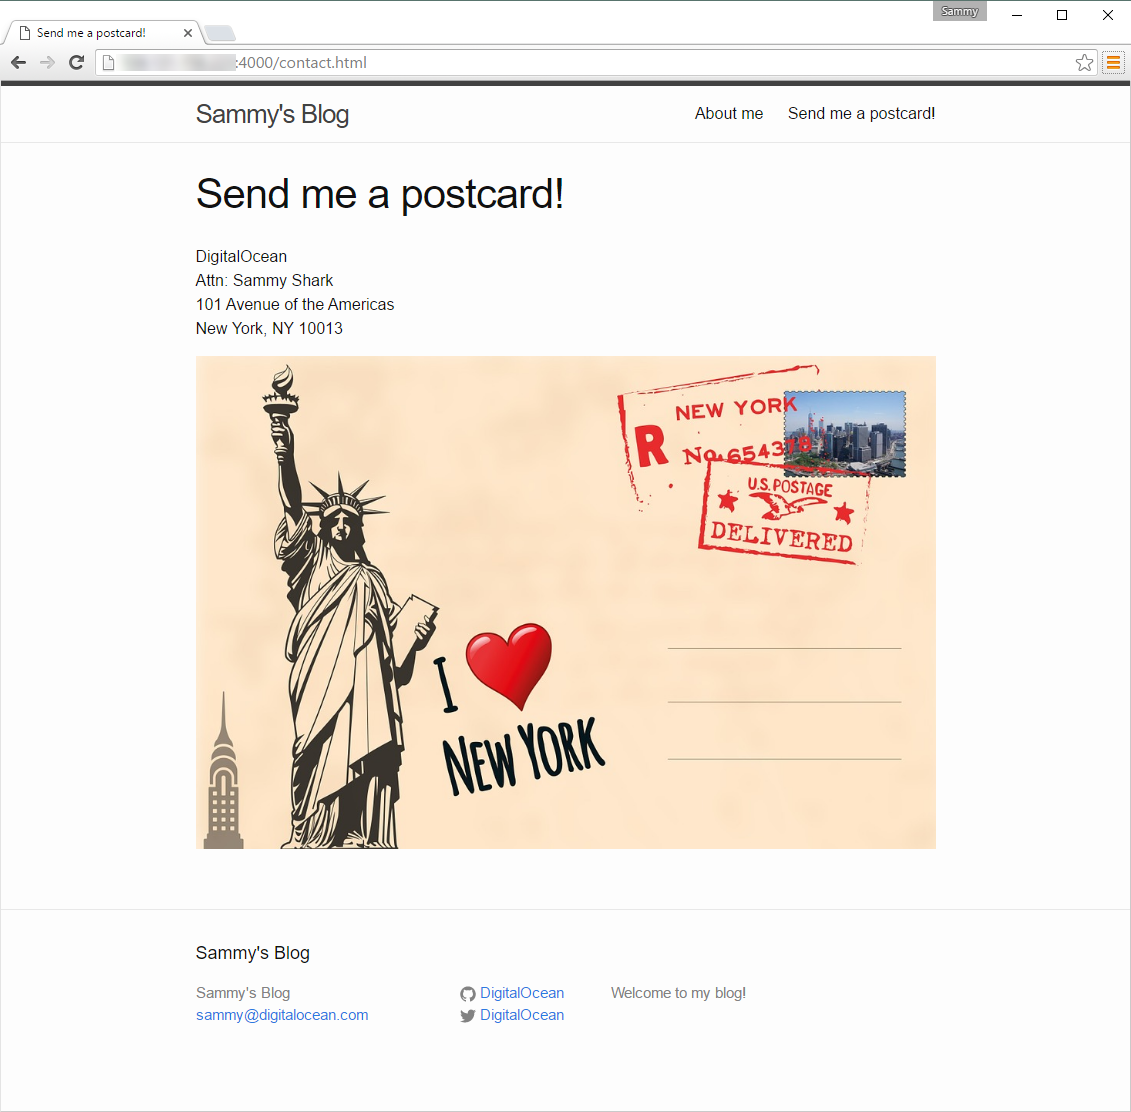 Sammy
Send me a postcard!
:4000/contact.html
Sammy's Blog
About me
Send me a postcard!
Send me a postcard!
DigitalOcean
Attn: Sammy Shark
101 Avenue of the Americas
New York, NY 10013
NEW YORK
R
No. 654318
U.S. POSTAGE
DELIVERED
I
NEW YORK
Sammy's Blog
Sammy's Blog
sammy@digitalocean.com
DigitalOcean
DigitalOcean
Welcome to my blog!